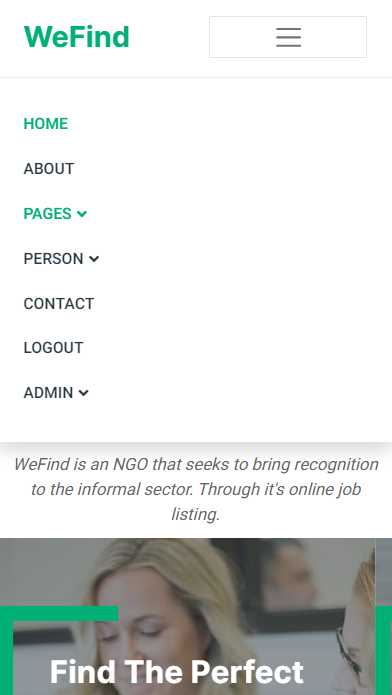 WeFind
HOME
ABOUT
PAGES
PERSON
CONTACT
LOGOUT
ADMIN
WeFind is an NGO that seeks to bring recognition
to the informal sector. Through it's online job
listing.
Find The Perfect